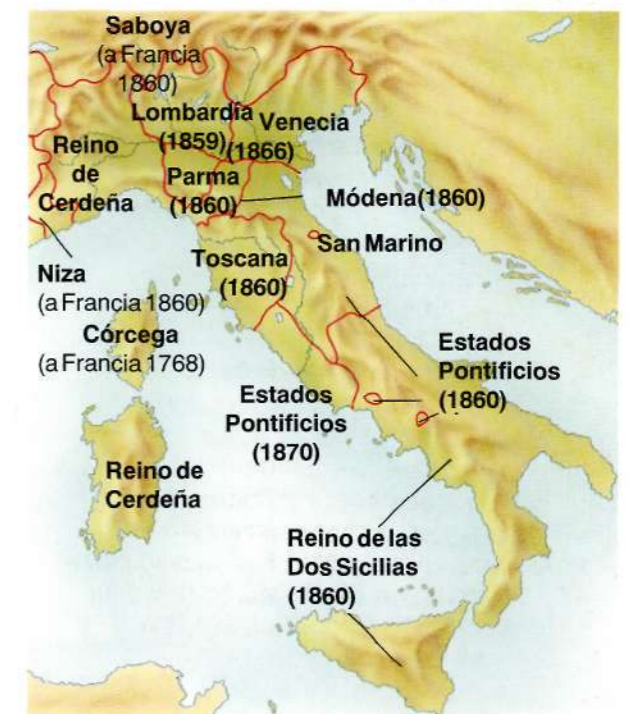 Saboya
(a Francia
1860)
Lombardía
(1859)
Venecia
(1866)
Reino
de
Cerdeña
Parma
(1860)
Módena(1860)
San Marino
Toscana
(1860)
Niza
(a Francia 1860)
Córcega
(a Francia 1768)
Estados
Pontificios
(1860)
Estados
Pontificios
(1870)
Reino de
Cerdeña
Reino de las
Dos Sicilias
(1860)